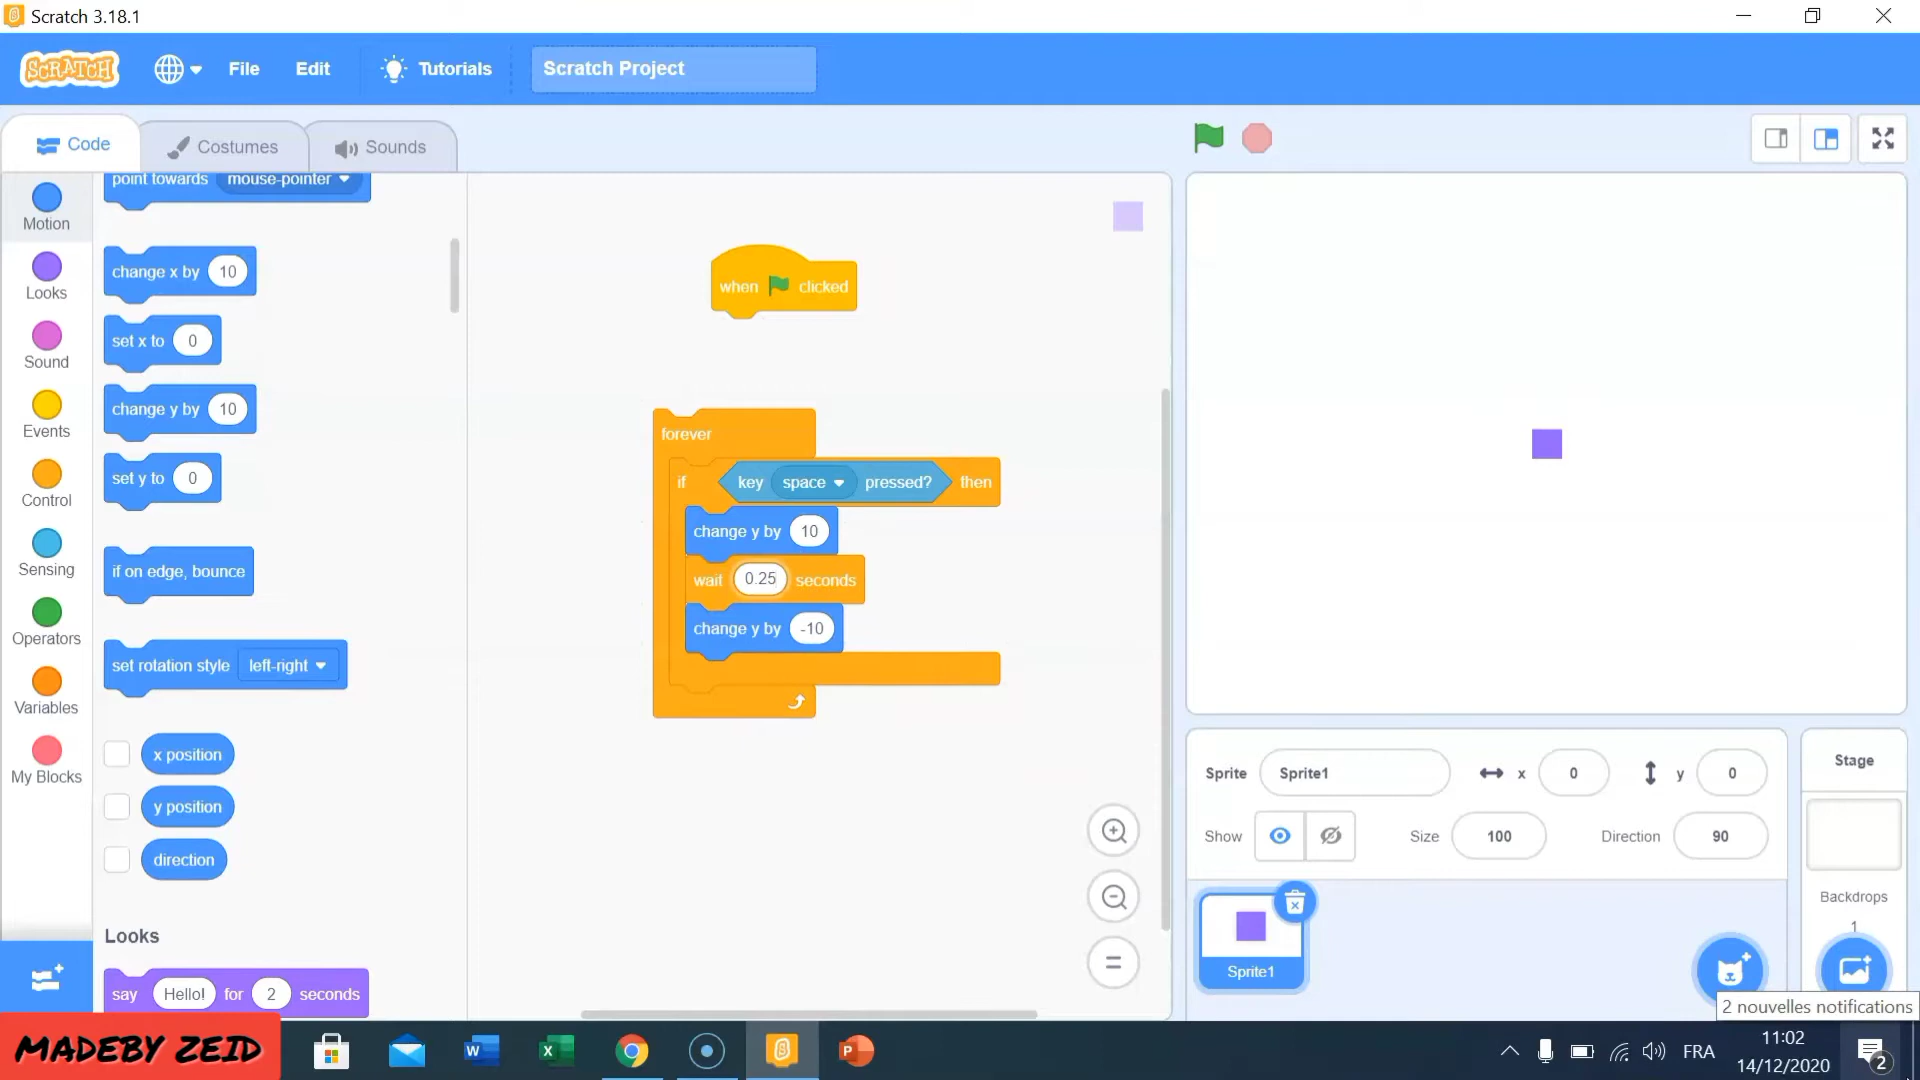 Scratch 3.18.1
SCRATCH
File
Edit
Tutorials
Scratch Project
Code
Costumes
Sounds
Motion
Looks
Sound
Events
Control
Sensing
Operators
Variables
My Blocks
point towards mouse-pointer
change x by 10
set x to 0
change y by 10
set y to 0
if on edge, bounce
set rotation style left-right
x position
y position
direction
Looks
say Hello! for 2 seconds
when clicked
forever
if key space pressed? then
change y by 10
wait 0.25 seconds
change y by -10
Sprite Sprite1 x 0 y 0
Show Size 100 Direction 90
Sprite1
Stage
Backdrops
1
2 nouvelles notifications
MADEBY ZEID
W
X
P
FRA
11:02
14/12/2020
2